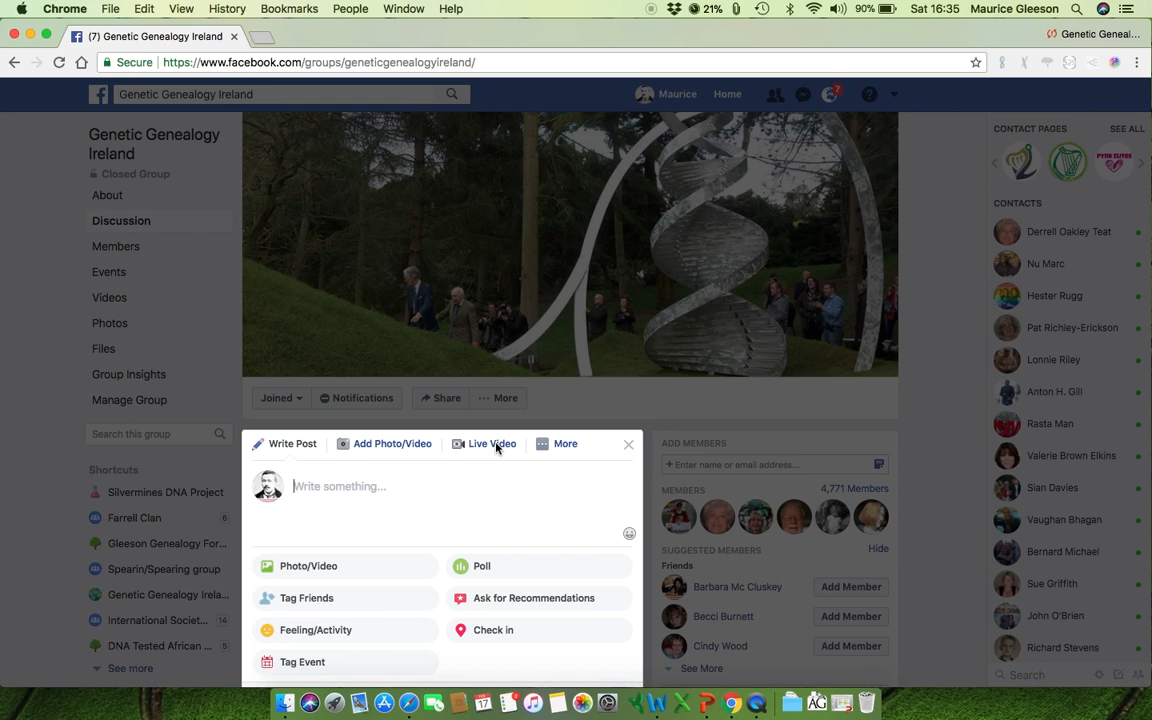 Chrome File Edit View History Bookmarks People Window Help 21% 90% Sat 16:35 Maurice Gleeson
(7) Genetic Genealogy Ireland
Genetic Geneal...
Secure https://www.facebook.com/groups/geneticgenealogyireland/
Genetic Genealogy Ireland
Maurice Home 7
Genetic Genealogy
Ireland
Closed Group
About
Discussion
Members
Events
Videos
Photos
Files
Group Insights
Manage Group
Search this group
Shortcuts
Silvermines DNA Project
Farrell Clan 6
Gleeson Genealogy For...
Spearin/Spearing group
Genetic Genealogy Irela...
International Societ... 14
DNA Tested African ... 5
See more
Joined Notifications Share More
Write Post Add Photo/Video Live Video More
Write something...
Photo/Video Poll
Tag Friends Ask for Recommendations
Feeling/Activity Check in
Tag Event
ADD MEMBERS
+ Enter name or email address...
MEMBERS 4,771 Members
SUGGESTED MEMBERS Hide
Friends
Barbara Mc Cluskey Add Member
Becci Burnett Add Member
Cindy Wood Add Member
See More
CONTACT PAGES SEE ALL
PYNK ELITES
CONTACTS
Derrell Oakley Teat
Nu Marc
Hester Rugg
Pat Richley-Erickson
Lonnie Riley
Anton H. Gill
Rasta Man
Valerie Brown Elkins
Sian Davies
Vaughan Bhagan
Bernard Michael
Sue Griffith
John O'Brien
Richard Stevens
Search
17